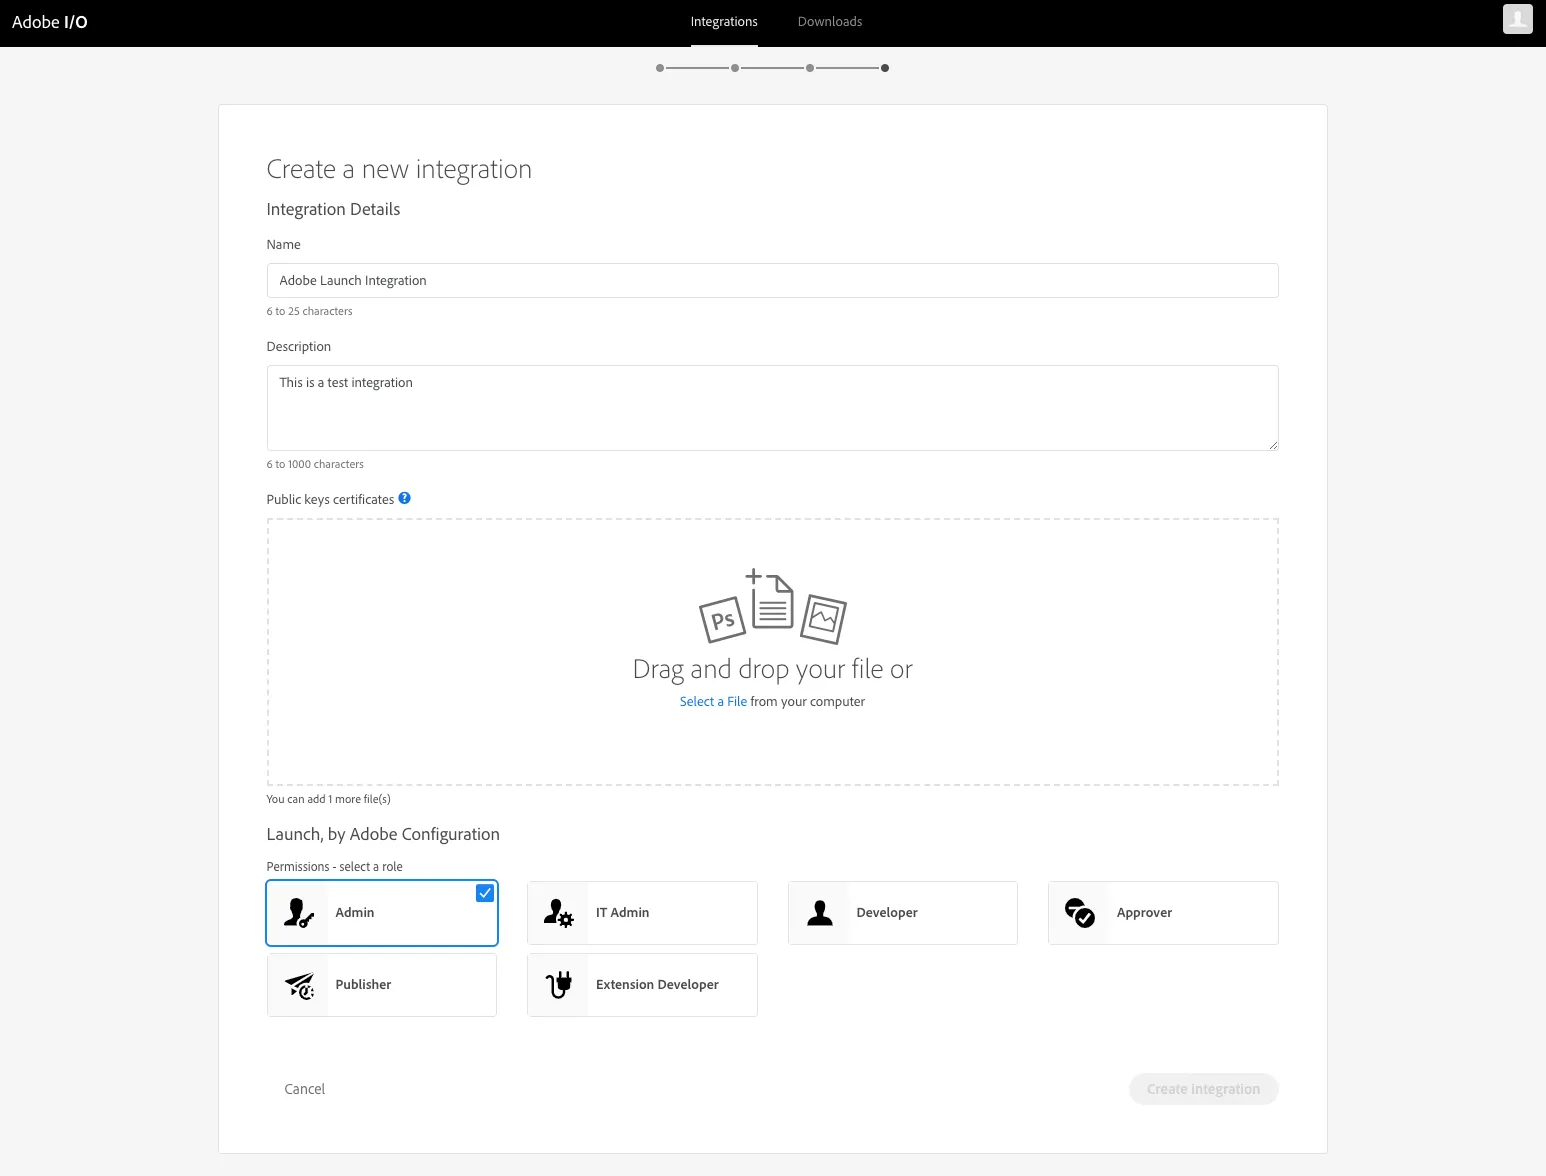 Adobe I/O
Integrations
Downloads
Create a new integration
Integration Details
Name
Adobe Launch Integration
6 to 25 characters
Description
This is a test integration
6 to 1000 characters
Public keys certificates ?
Ps
Drag and drop your file or
Select a File from your computer
You can add 1 more file(s)
Launch, by Adobe Configuration
Permissions - select a role
Admin
IT Admin
Developer
Approver
Publisher
Extension Developer
Cancel
Create integration